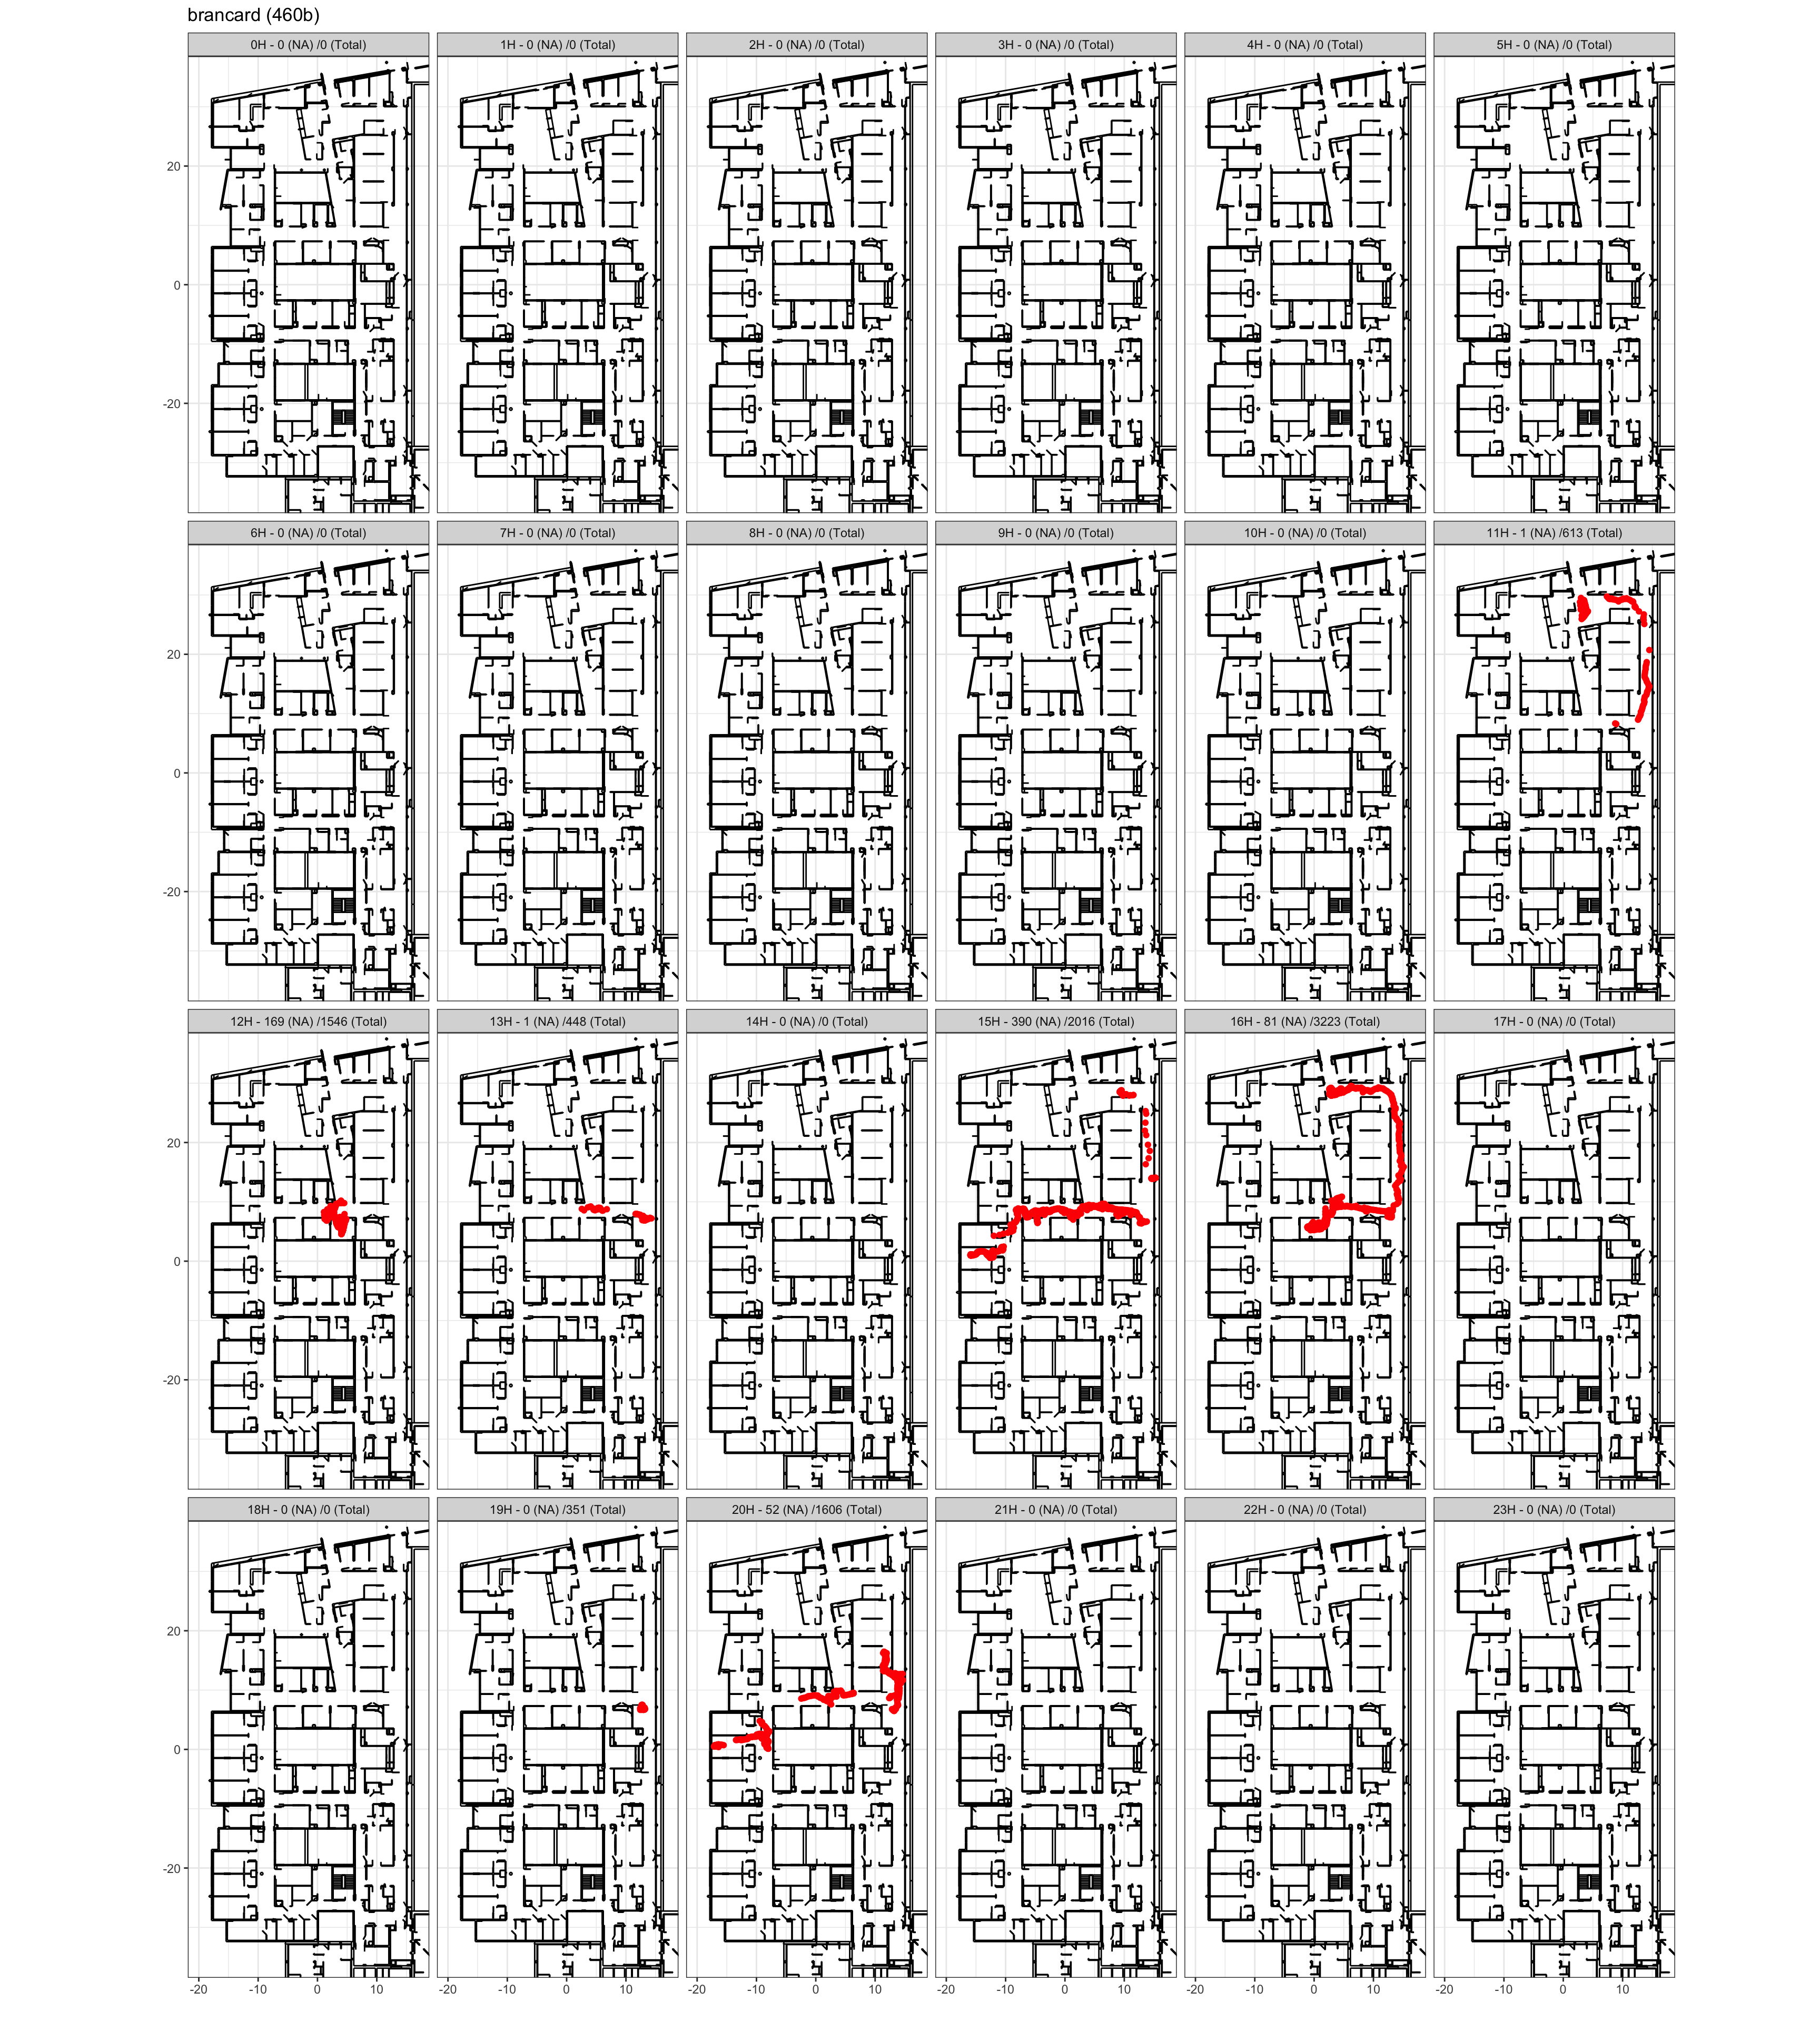 brancard (460b)
0H - 0 (NA) /0 (Total) 1H - 0 (NA) /0 (Total) 2H - 0 (NA) /0 (Total) 3H - 0 (NA) /0 (Total) 4H - 0 (NA) /0 (Total) 5H - 0 (NA) /0 (Total)
20
0
-20
6H - 0 (NA) /0 (Total) 7H - 0 (NA) /0 (Total) 8H - 0 (NA) /0 (Total) 9H - 0 (NA) /0 (Total) 10H - 0 (NA) /0 (Total) 11H - 1 (NA) /613 (Total)
20
0
-20
12H - 169 (NA) /1546 (Total) 13H - 1 (NA) /448 (Total) 14H - 0 (NA) /0 (Total) 15H - 390 (NA) /2016 (Total) 16H - 81 (NA) /3223 (Total) 17H - 0 (NA) /0 (Total)
20
0
-20
18H - 0 (NA) /0 (Total) 19H - 0 (NA) /351 (Total) 20H - 52 (NA) /1606 (Total) 21H - 0 (NA) /0 (Total) 22H - 0 (NA) /0 (Total) 23H - 0 (NA) /0 (Total)
20
0
-20
-20 -10 0 10 -20 -10 0 10 -20 -10 0 10 -20 -10 0 10 -20 -10 0 10 -20 -10 0 10